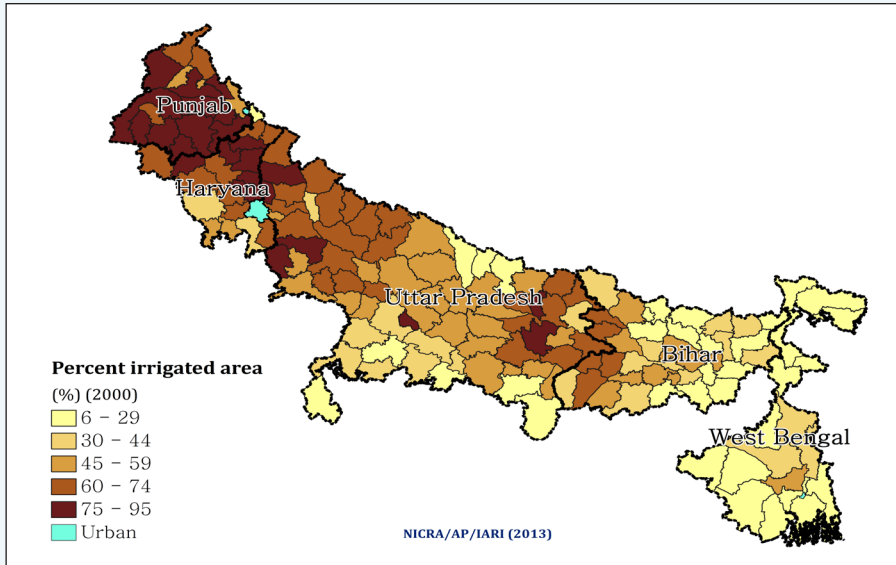 Punjab
Haryana
Uttar Pradesh
Bihar
West Bengal
Percent irrigated area
(%) (2000)
6 - 29
30 - 44
45 - 59
60 - 74
75 - 95
Urban
NICRA/AP/IARI (2013)